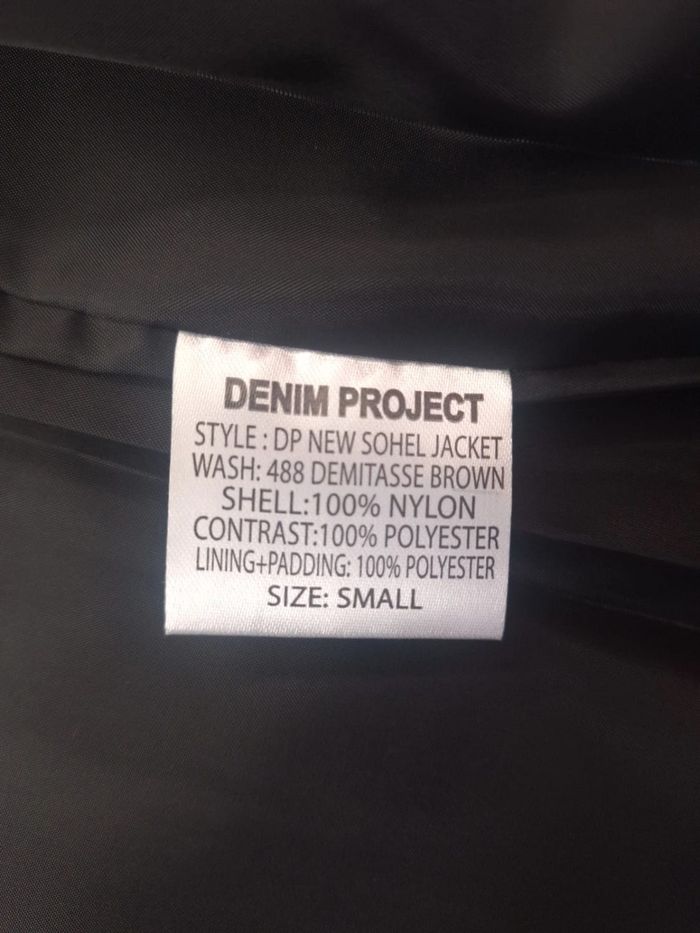 DENIM PROJECT
STYLE : DP NEW SOHEL JACKET
WASH: 488 DEMITASSE BROWN
SHELL:100% NYLON
CONTRAST:100% POLYESTER
LINING+PADDING: 100% POLYESTER
SIZE: SMALL